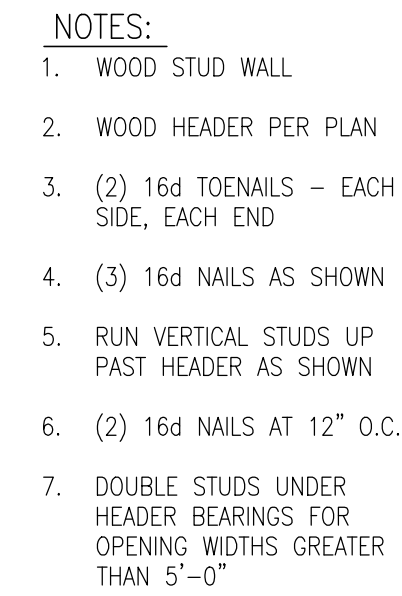 NOTES:
1. WOOD STUD WALL
2. WOOD HEADER PER PLAN
3. (2) 16d TOENAILS – EACH
SIDE, EACH END
4. (3) 16d NAILS AS SHOWN
5. RUN VERTICAL STUDS UP
PAST HEADER AS SHOWN
6. (2) 16d NAILS AT 12" O.C.
7. DOUBLE STUDS UNDER
HEADER BEARINGS FOR
OPENING WIDTHS GREATER
THAN 5'–0"